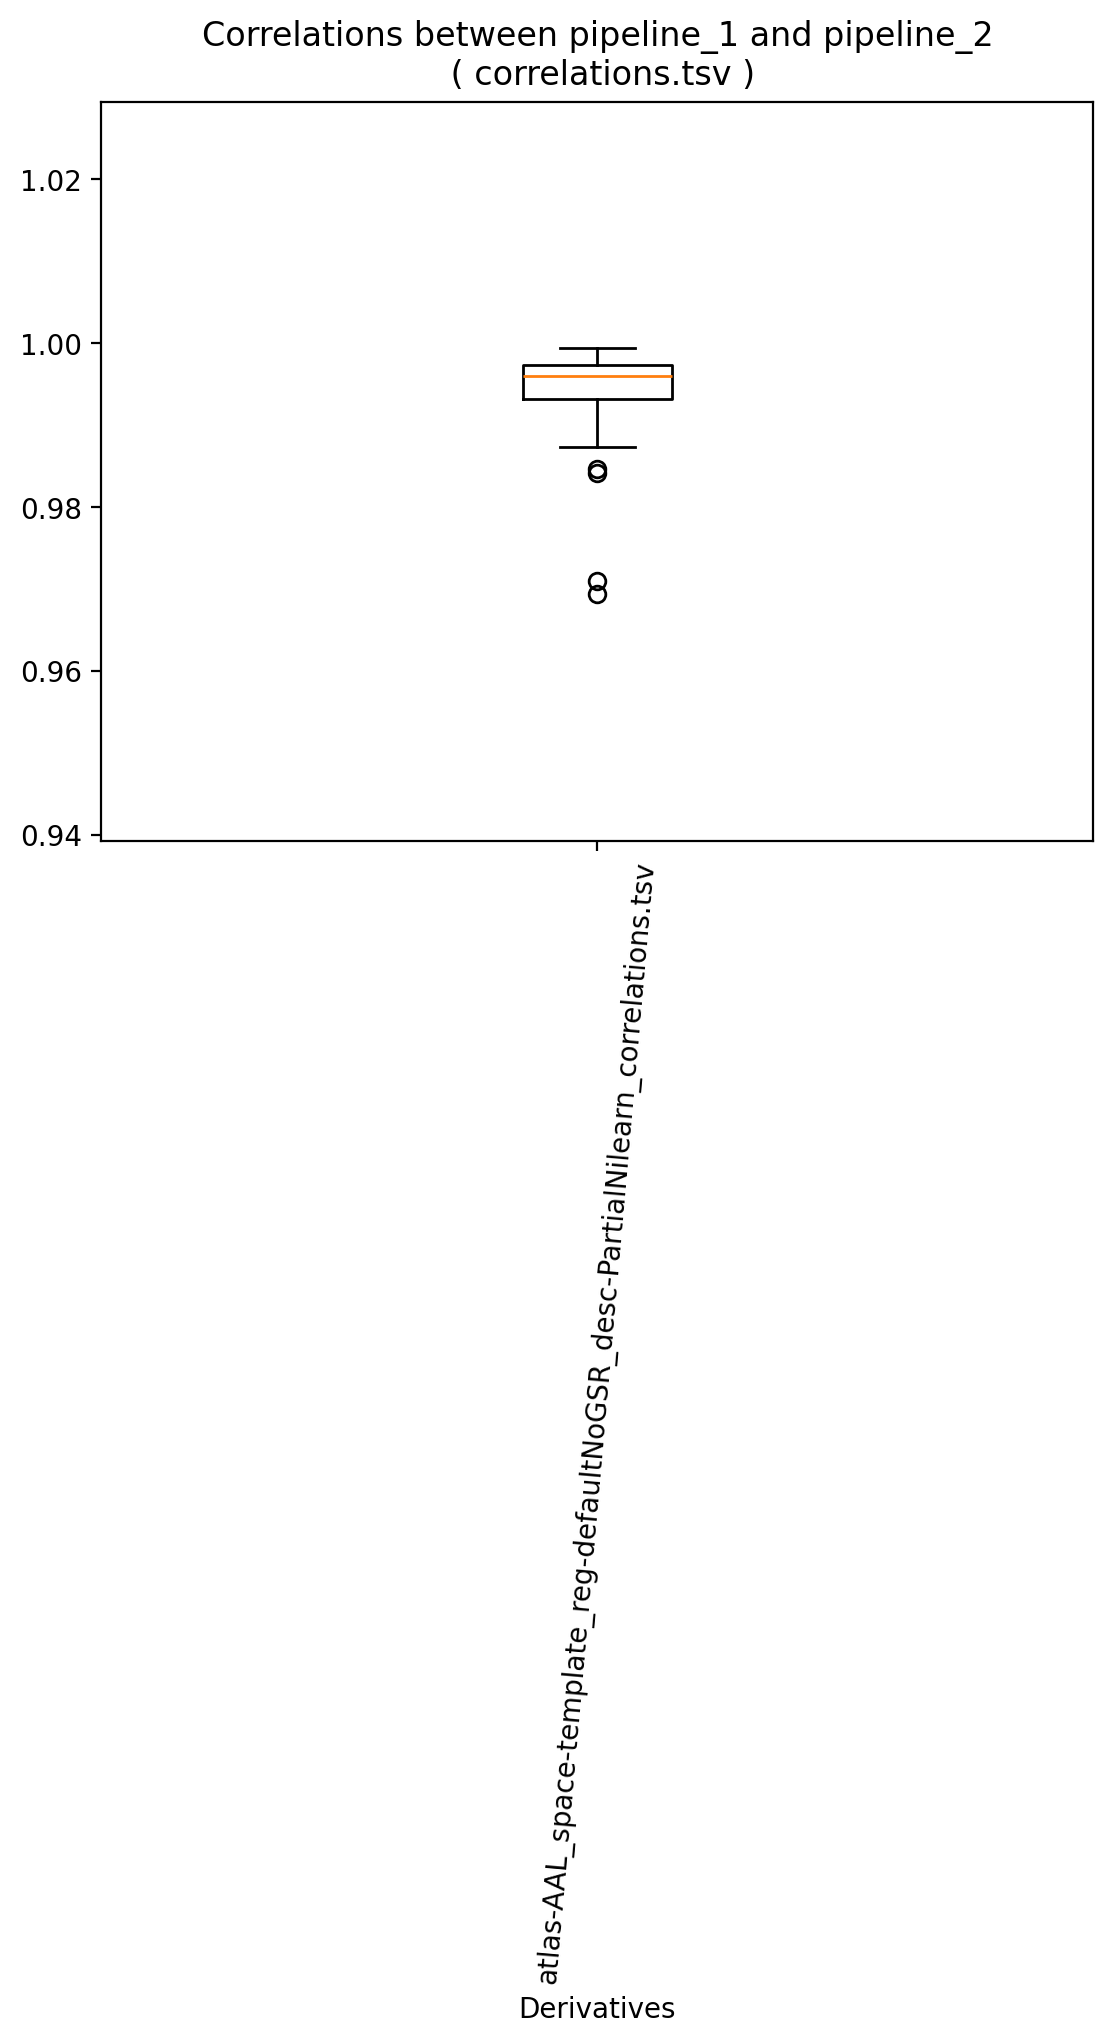 Correlations between pipeline_1 and pipeline_2
( correlations.tsv )
1.02
1.00
0.98
0.96
0.94
atlas-AAL_space-template_reg-defaultNoGSR_desc-PartialNilearn_correlations.tsv
Derivatives